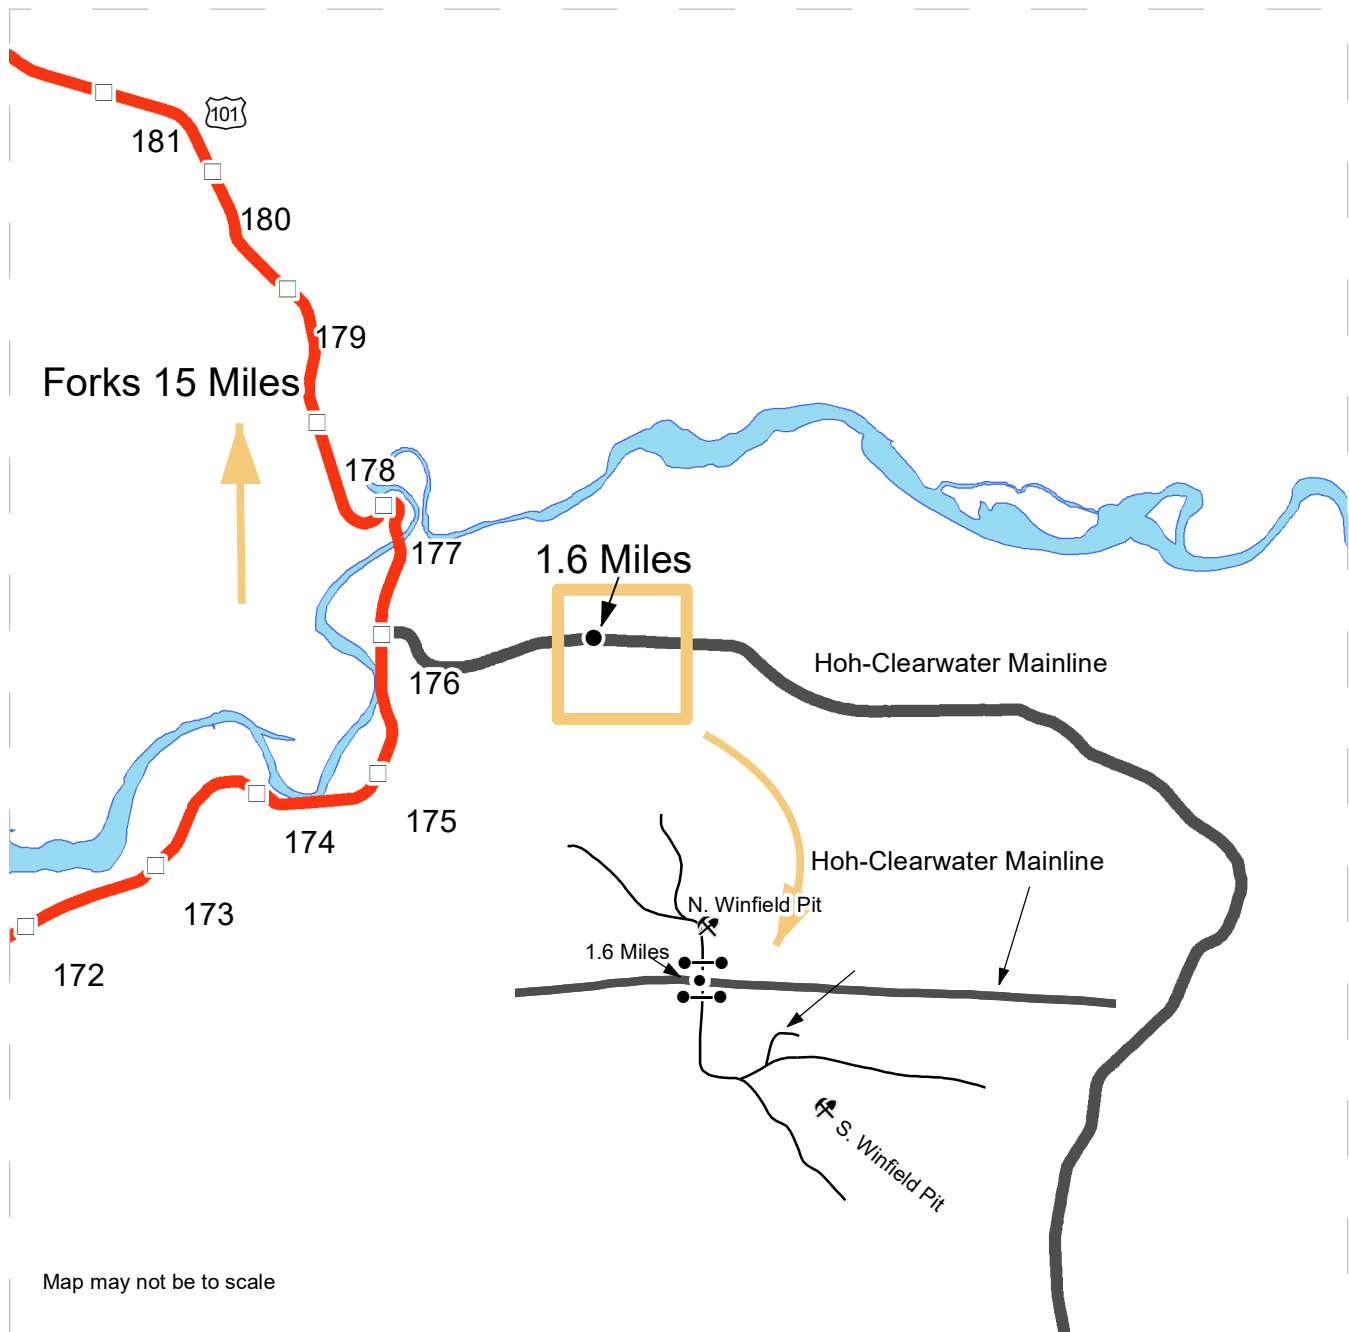 101
181
180
179
Forks 15 Miles
178
177
1.6 Miles
Hoh-Clearwater Mainline
176
175
174
Hoh-Clearwater Mainline
N. Winfield Pit
173
1.6 Miles
172
S. Winfield Pit
Map may not be to scale